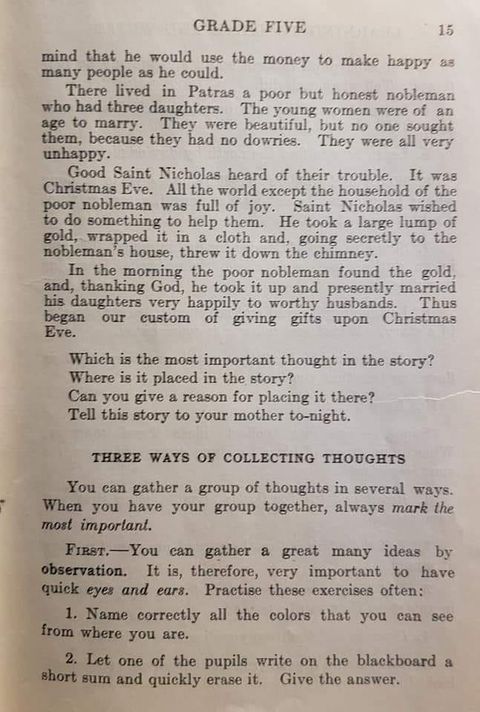 GRADE FIVE 15
mind that he would use the money to make happy as
many people as he could.
There lived in Patras a poor but honest nobleman
who had three daughters. The young women were of an
age to marry. They were beautiful, but no one sought
them, because they had no dowries. They were all very
unhappy.
Good Saint Nicholas heard of their trouble. It was
Christmas Eve. All the world except the household of the
poor nobleman was full of joy. Saint Nicholas wished
to do something to help them. He took a large lump of
gold, wrapped it in a cloth and, going secretly to the
nobleman's house, threw it down the chimney.
In the morning the poor nobleman found the gold,
and, thanking God, he took it up and presently married
his daughters very happily to worthy husbands. Thus
began our custom of giving gifts upon Christmas
Eve.
Which is the most important thought in the story?
Where is it placed in the story?
Can you give a reason for placing it there?
Tell this story to your mother to-night.
THREE WAYS OF COLLECTING THOUGHTS
You can gather a group of thoughts in several ways.
When you have your group together, always mark the
most important.
FIRST.—You can gather a great many ideas by
observation. It is, therefore, very important to have
quick eyes and ears. Practise these exercises often:
1. Name correctly all the colors that you can see
from where you are.
2. Let one of the pupils write on the blackboard a
short sum and quickly erase it. Give the answer.